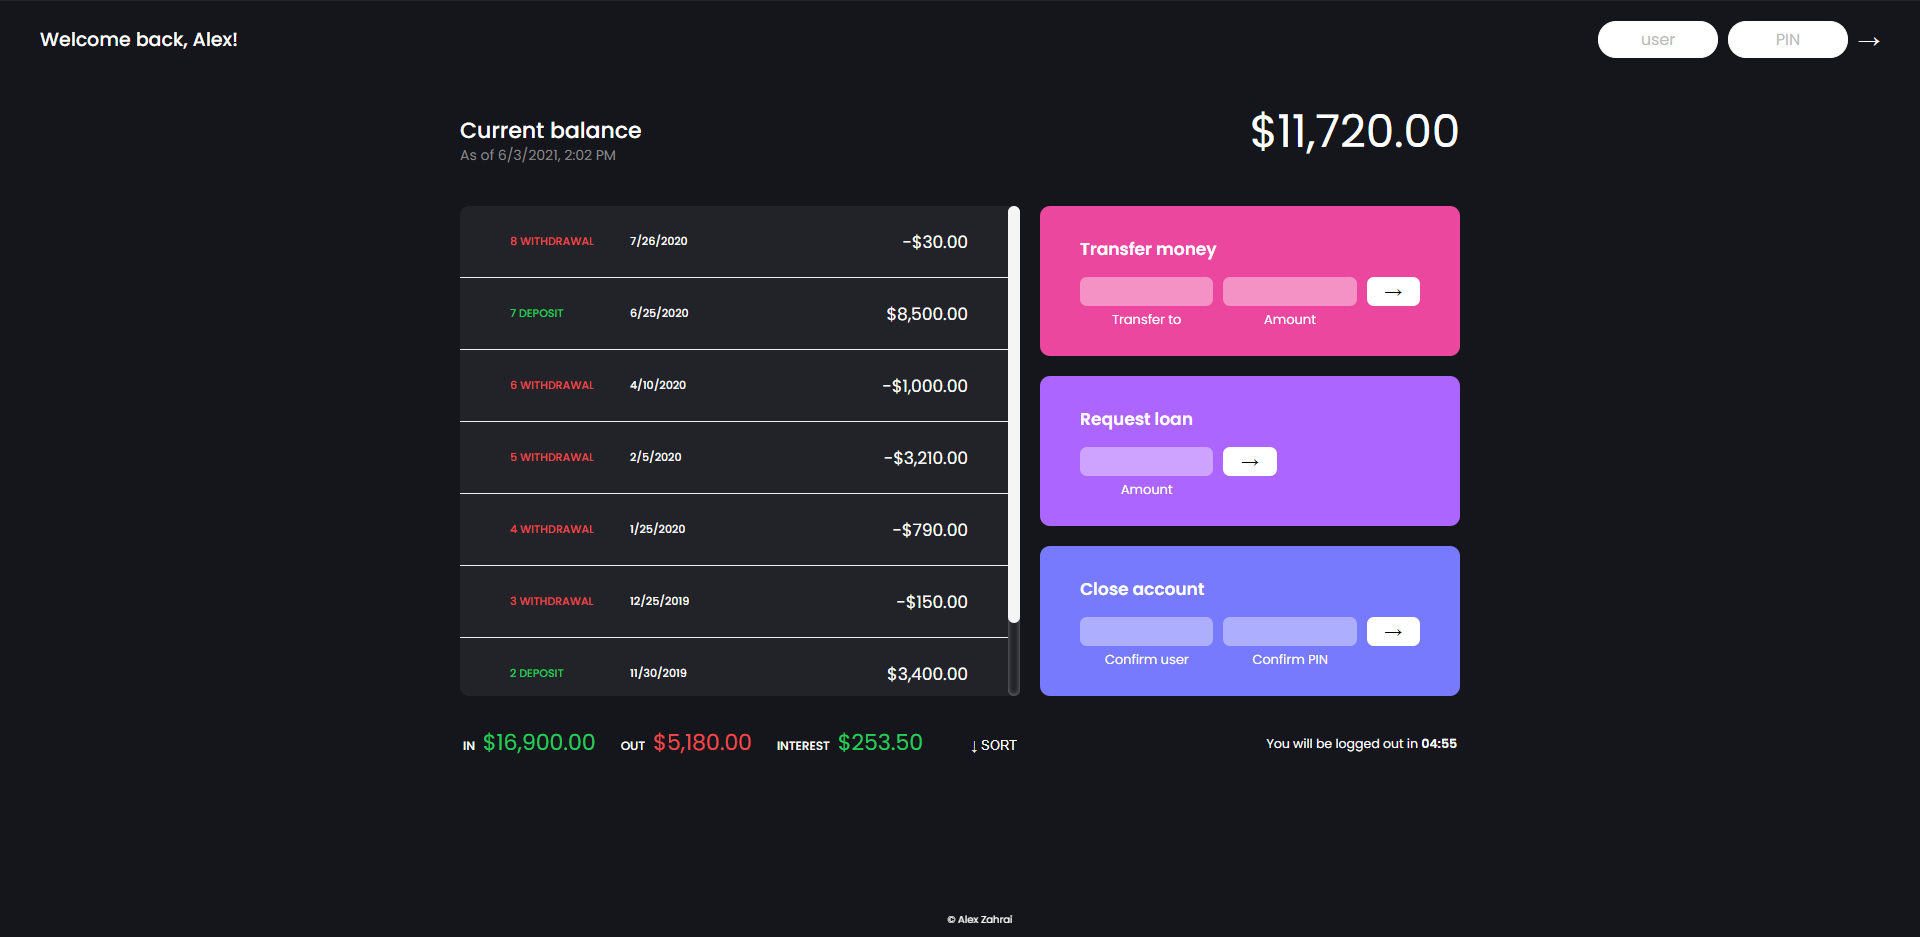 Welcome back, Alex!
user PIN →
Current balance
As of 6/3/2021, 2:02 PM
$11,720.00
8 WITHDRAWAL 7/26/2020 -$30.00
7 DEPOSIT 6/25/2020 $8,500.00
6 WITHDRAWAL 4/10/2020 -$1,000.00
5 WITHDRAWAL 2/5/2020 -$3,210.00
4 WITHDRAWAL 1/25/2020 -$790.00
3 WITHDRAWAL 12/25/2019 -$150.00
2 DEPOSIT 11/30/2019 $3,400.00
Transfer money
→
Transfer to Amount
Request loan
→
Amount
Close account
→
Confirm user Confirm PIN
IN $16,900.00 OUT $5,180.00 INTEREST $253.50 ↓ SORT
You will be logged out in 04:55
© Alex Zahrai